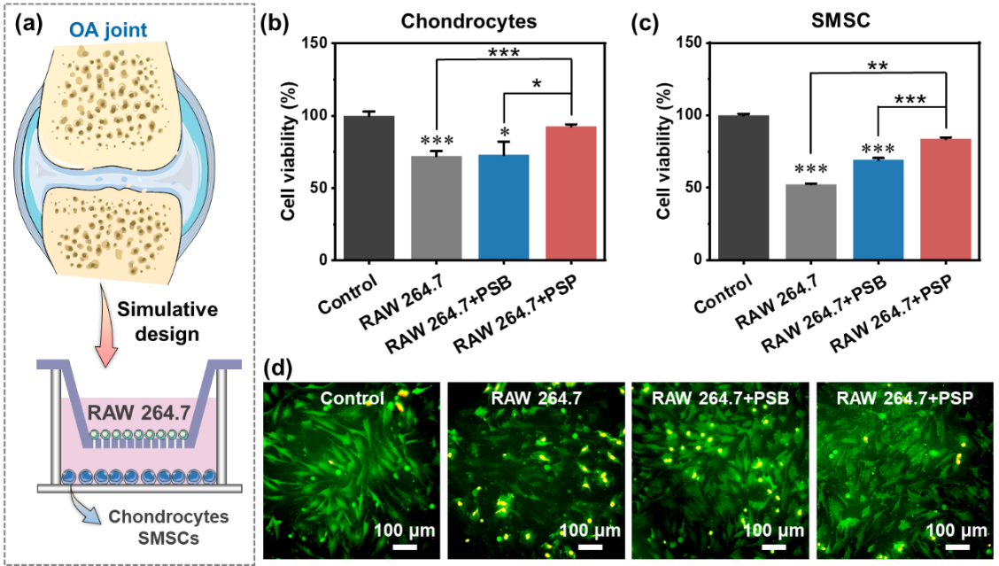 (a)
OA joint
Simulative
design
RAW 264.7
Chondrocytes
SMSCs
(b)
Chondrocytes
Cell viability (%)
150
100
50
0
***
*
***
*
Control
RAW 264.7
RAW 264.7+PSB
RAW 264.7+PSP
(c)
SMSC
Cell viability (%)
150
100
50
0
**
***
***
***
Control
RAW 264.7
RAW 264.7+PSB
RAW 264.7+PSP
(d)
Control
100 μm
RAW 264.7
100 μm
RAW 264.7+PSB
100 μm
RAW 264.7+PSP
100 μm